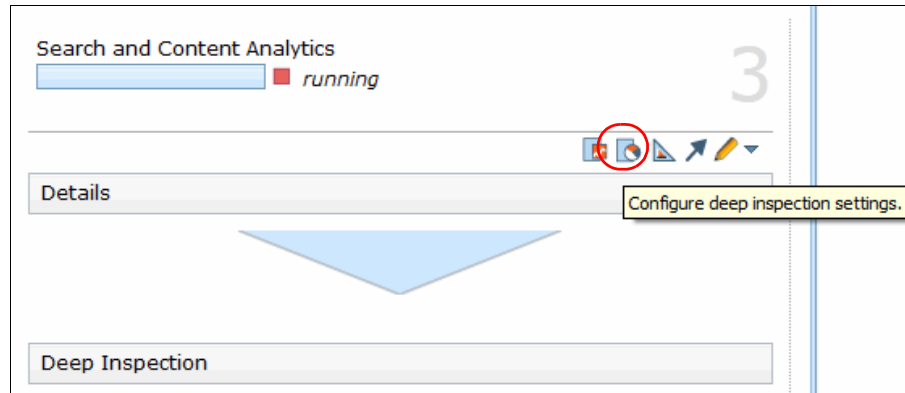 Search and Content Analytics
running
3
Details
Configure deep inspection settings.
Deep Inspection